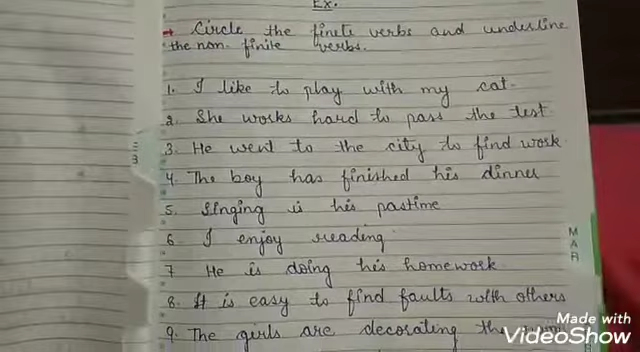 Ex.
→ Circle the finite verbs and underline
the non-finite verbs.
1. I like to play with my cat.
2. She works hard to pass the test.
3. He went to the city to find work.
4. The boy has finished his dinner
5. Singing is his pastime
6. I enjoy reading.
7 He is doing his homework.
8. It is easy to find faults with others
9. The girls are decorating the
MAR
Made with
VideoShow